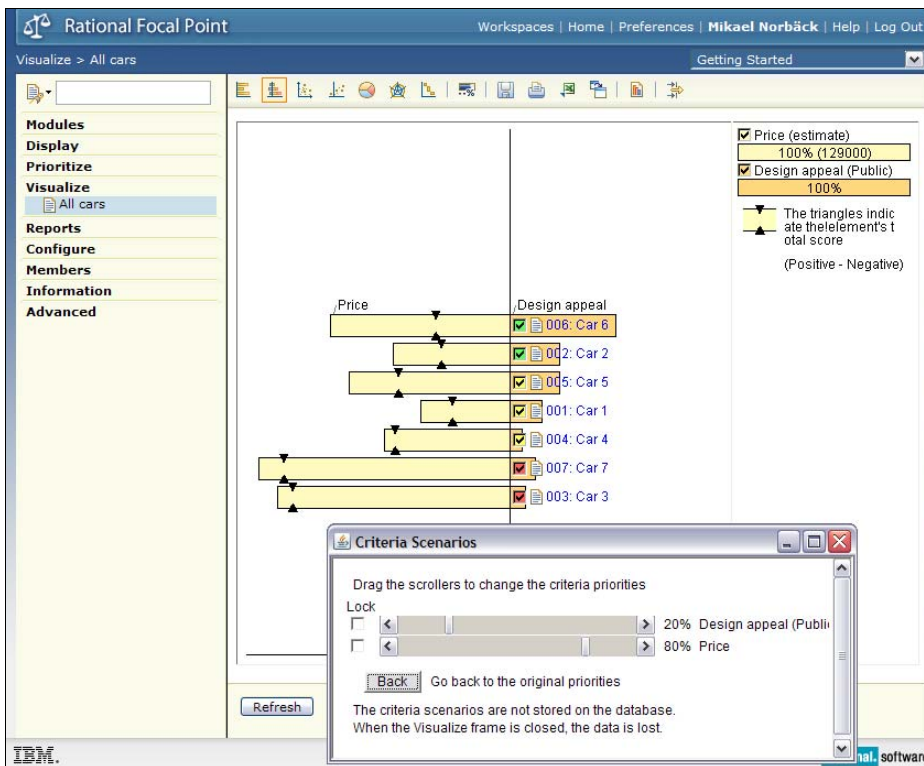 Rational Focal Point
Workspaces | Home | Preferences | Mikael Norbäck | Help | Log Out
Visualize > All cars
Getting Started
Modules
Display
Prioritize
Visualize
All cars
Reports
Configure
Members
Information
Advanced
Price (estimate)
100% (129000)
Design appeal (Public)
100%
The triangles indic
ate thelelement's t
otal score
(Positive - Negative)
Price
Design appeal
006: Car 6
002: Car 2
005: Car 5
001: Car 1
004: Car 4
007: Car 7
003: Car 3
Criteria Scenarios
Drag the scrollers to change the criteria priorities
Lock
20% Design appeal (Publi
80% Price
Back Go back to the original priorities
The criteria scenarios are not stored on the database.
When the Visualize frame is closed, the data is lost.
Refresh
IBM.
nal. software